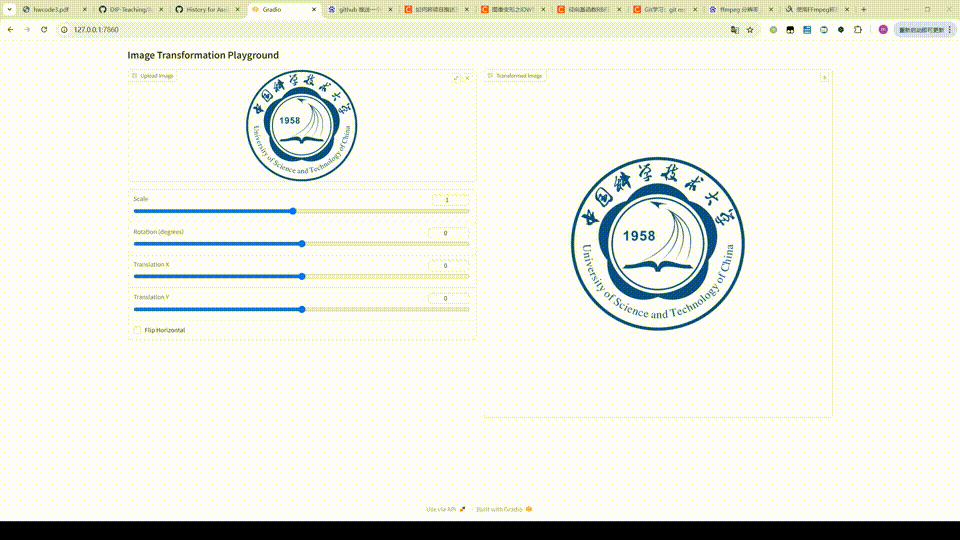 hwcode3.pdf
DIP-Teaching/
History for Ass
Gradio
github 推送一个
如何将项目推送到
图像变形之IDW
径向基函数RBF
Git学习：git re
ffmpeg 分辨率
使用FFmpeg将
127.0.0.1:7860
重新启动即可更新
Image Transformation Playground
Upload Image
Transformed Image
中国科学技术大学
1958
University of Science and Technology of China
中国科学技术大学
1958
University of Science and Technology of China
Scale
1
Rotation (degrees)
0
Translation X
0
Translation Y
0
Flip Horizontal
Use via API
Built with Gradio